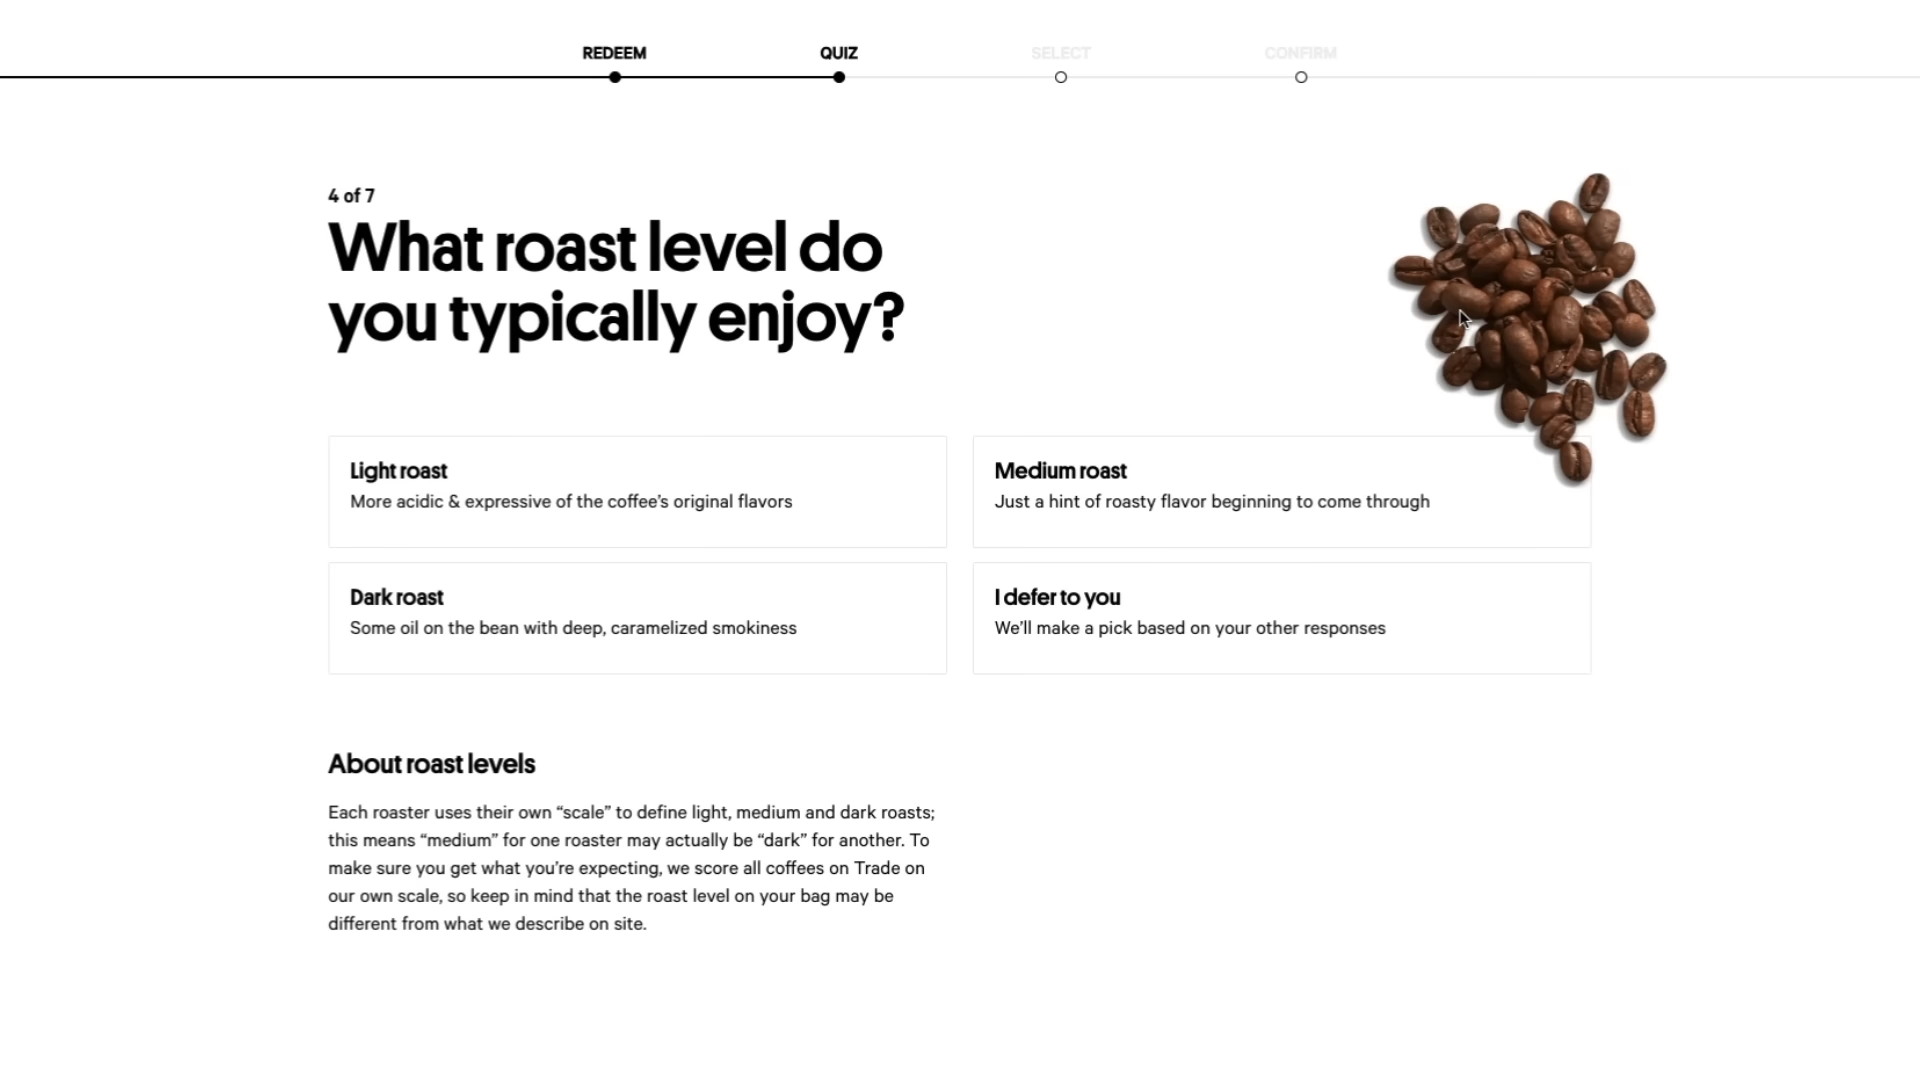 REDEEM
QUIZ
SELECT
CONFIRM
4 of 7
What roast level do
you typically enjoy?
Light roast
More acidic & expressive of the coffee’s original flavors
Medium roast
Just a hint of roasty flavor beginning to come through
Dark roast
Some oil on the bean with deep, caramelized smokiness
I defer to you
We’ll make a pick based on your other responses
About roast levels
Each roaster uses their own “scale” to define light, medium and dark roasts;
this means “medium” for one roaster may actually be “dark” for another. To
make sure you get what you’re expecting, we score all coffees on Trade on
our own scale, so keep in mind that the roast level on your bag may be
different from what we describe on site.